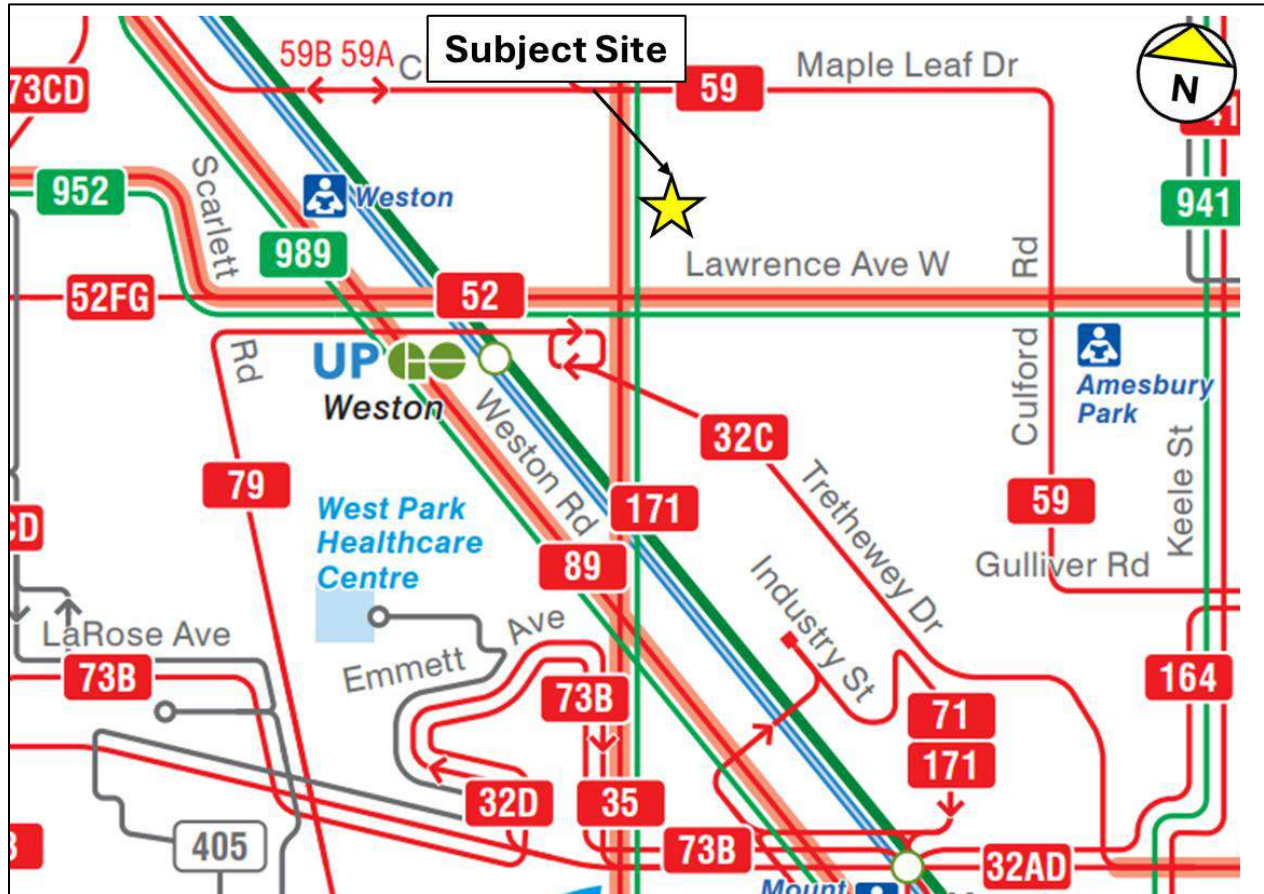 Subject Site
59B 59A
C
Maple Leaf Dr
N
73CD
59
41
952
Scarlett
Weston
989
941
Lawrence Ave W
Rd
52FG
52
Rd
UP GO
Weston
Weston Rd
Culford
Amesbury
Park
32C
79
171
Trethewey Dr
59
Keele St
CD
West Park
Healthcare
Centre
89
Gulliver Rd
Industry St
LaRose Ave
Emmett Ave
73B
73B
164
71
171
32D
35
405
73B
32AD
Mount